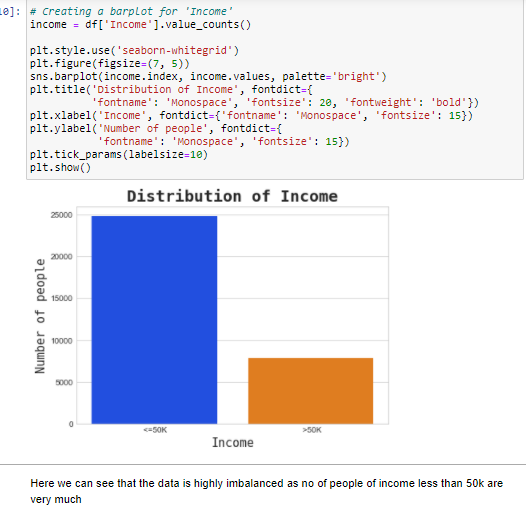 10]: # Creating a barplot for 'Income'
income = df['Income'].value_counts()
plt.style.use('seaborn-whitegrid')
plt.figure(figsize=(7, 5))
sns.barplot(income.index, income.values, palette='bright')
plt.title('Distribution of Income', fontdict={
'fontname': 'Monospace', 'fontsize': 20, 'fontweight': 'bold'})
plt.xlabel('Income', fontdict={'fontname': 'Monospace', 'fontsize': 15})
plt.ylabel('Number of people', fontdict={
'fontname': 'Monospace', 'fontsize': 15})
plt.tick_params(labelsize=10)
plt.show()
Distribution of Income
25000
20000
15000
10000
5000
0
Number of people
<=50K
>50K
Income
Here we can see that the data is highly imbalanced as no of people of income less than 50k are
very much